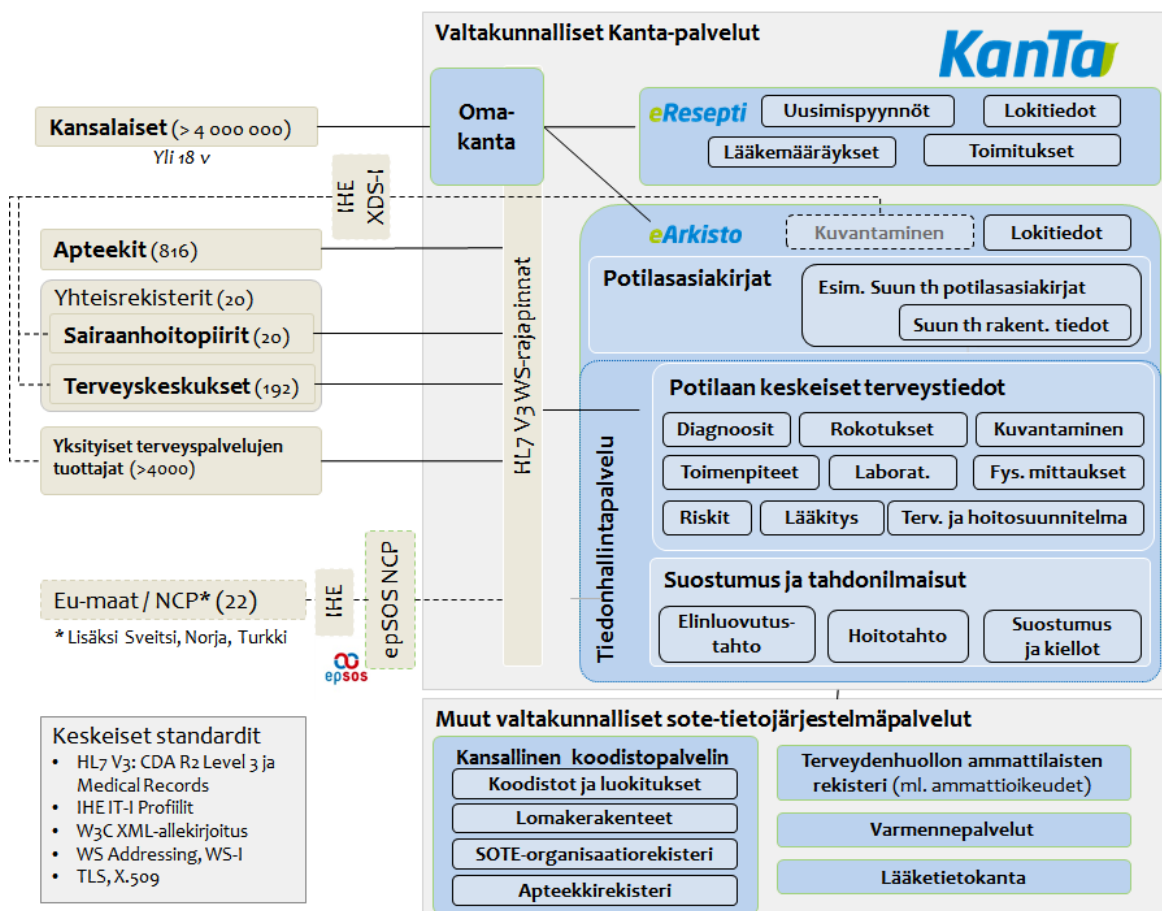 Valtakunnalliset Kanta-palvelut
KanTa
Oma-
kanta
eResepti
Uusimispyynnöt
Lokitiedot
Lääkemääräykset
Toimitukset
Kansalaiset (> 4 000 000)
Yli 18 v
IHE
XDS-I
eArkisto
Kuvantaminen
Lokitiedot
Apteekit (816)
Potilasasiakirjat
Esim. Suun th potilasasiakirjat
Suun th rakent. tiedot
Yhteisrekisterit (20)
Sairaanhoitopiirit (20)
Terveyskeskukset (192)
Yksityiset terveyspalvelujen
tuottajat (>4000)
HL7 V3 WS-rajapinnat
Tiedonhallintapalvelu
Potilaan keskeiset terveystiedot
Diagnoosit
Rokotukset
Kuvantaminen
Toimenpiteet
Laborat.
Fys. mittaukset
Riskit
Lääkitys
Terv. ja hoitosuunnitelma
Eu-maat / NCP* (22)
* Lisäksi Sveitsi, Norja, Turkki
IHE
epSOS NCP
epsos
Suostumus ja tahdonilmaisut
Elinluovutus-
tahto
Hoitotahto
Suostumus
ja kiellot
Keskeiset standardit
• HL7 V3: CDA R2 Level 3 ja
Medical Records
• IHE IT-I Profiilit
• W3C XML-allekirjoitus
• WS Addressing, WS-I
• TLS, X.509
Muut valtakunnalliset sote-tietojärjestelmäpalvelut
Kansallinen koodistopalvelin
Koodistot ja luokitukset
Lomakerakenteet
SOTE-organisaatiorekisteri
Apteekkirekisteri
Terveydenhuollon ammattilaisten
rekisteri (ml. ammattioikeudet)
Varmennepalvelut
Lääketietokanta